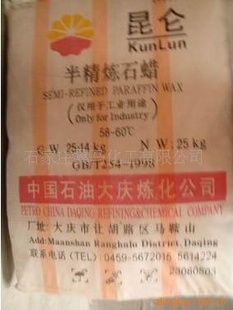 昆仑
KunLun
半精炼石蜡
SEMI-REFINED PARAFFIN WAX
(仅用于工业用途)
(Only for Industry)
58-60℃
G·W. 25.14 kg N W. 25 kg
GB/T254-1998
中国石油大庆炼化公司
PETRO CHINA DAQING REFINING&CHEMICAL COMPANY
厂址:大庆市让胡路区马鞍山
Add:Maanshan Ranghulu District, Daqing
联系电话(TEL) 0459-5672016 5614224
20060503